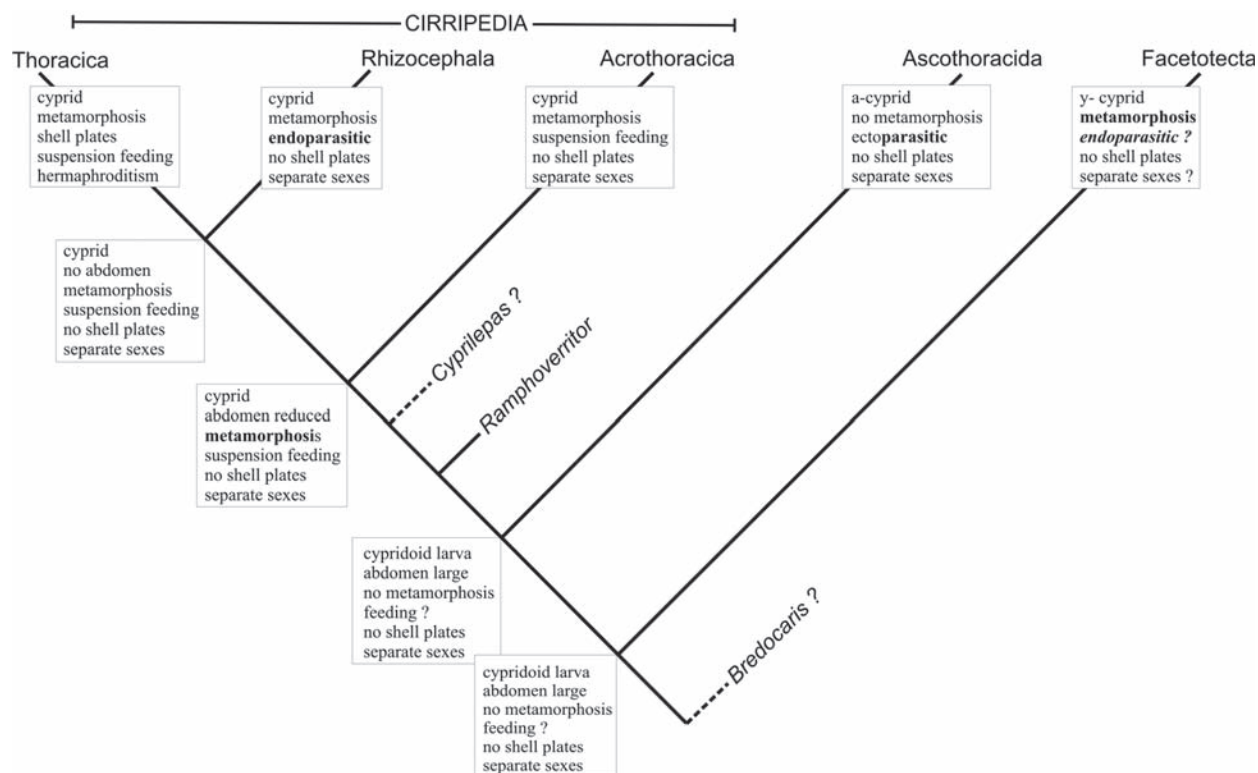 CIRRIPEDIA
Thoracica
Rhizocephala
Acrothoracica
Ascothoracida
Facetotecta
cyprid
metamorphosis
shell plates
suspension feeding
hermaphroditism
cyprid
metamorphosis
endoparasitic
no shell plates
separate sexes
cyprid
metamorphosis
suspension feeding
no shell plates
separate sexes
a-cyprid
no metamorphosis
ectoparasitic
no shell plates
separate sexes
y- cyprid
metamorphosis
endoparasitic ?
no shell plates
separate sexes ?
cyprid
no abdomen
metamorphosis
suspension feeding
no shell plates
separate sexes
Cyprilepas ?
Ramphoverritor
cyprid
abdomen reduced
metamorphosis
suspension feeding
no shell plates
separate sexes
cypridoid larva
abdomen large
no metamorphosis
feeding ?
no shell plates
separate sexes
Bredocaris ?
cypridoid larva
abdomen large
no metamorphosis
feeding ?
no shell plates
separate sexes